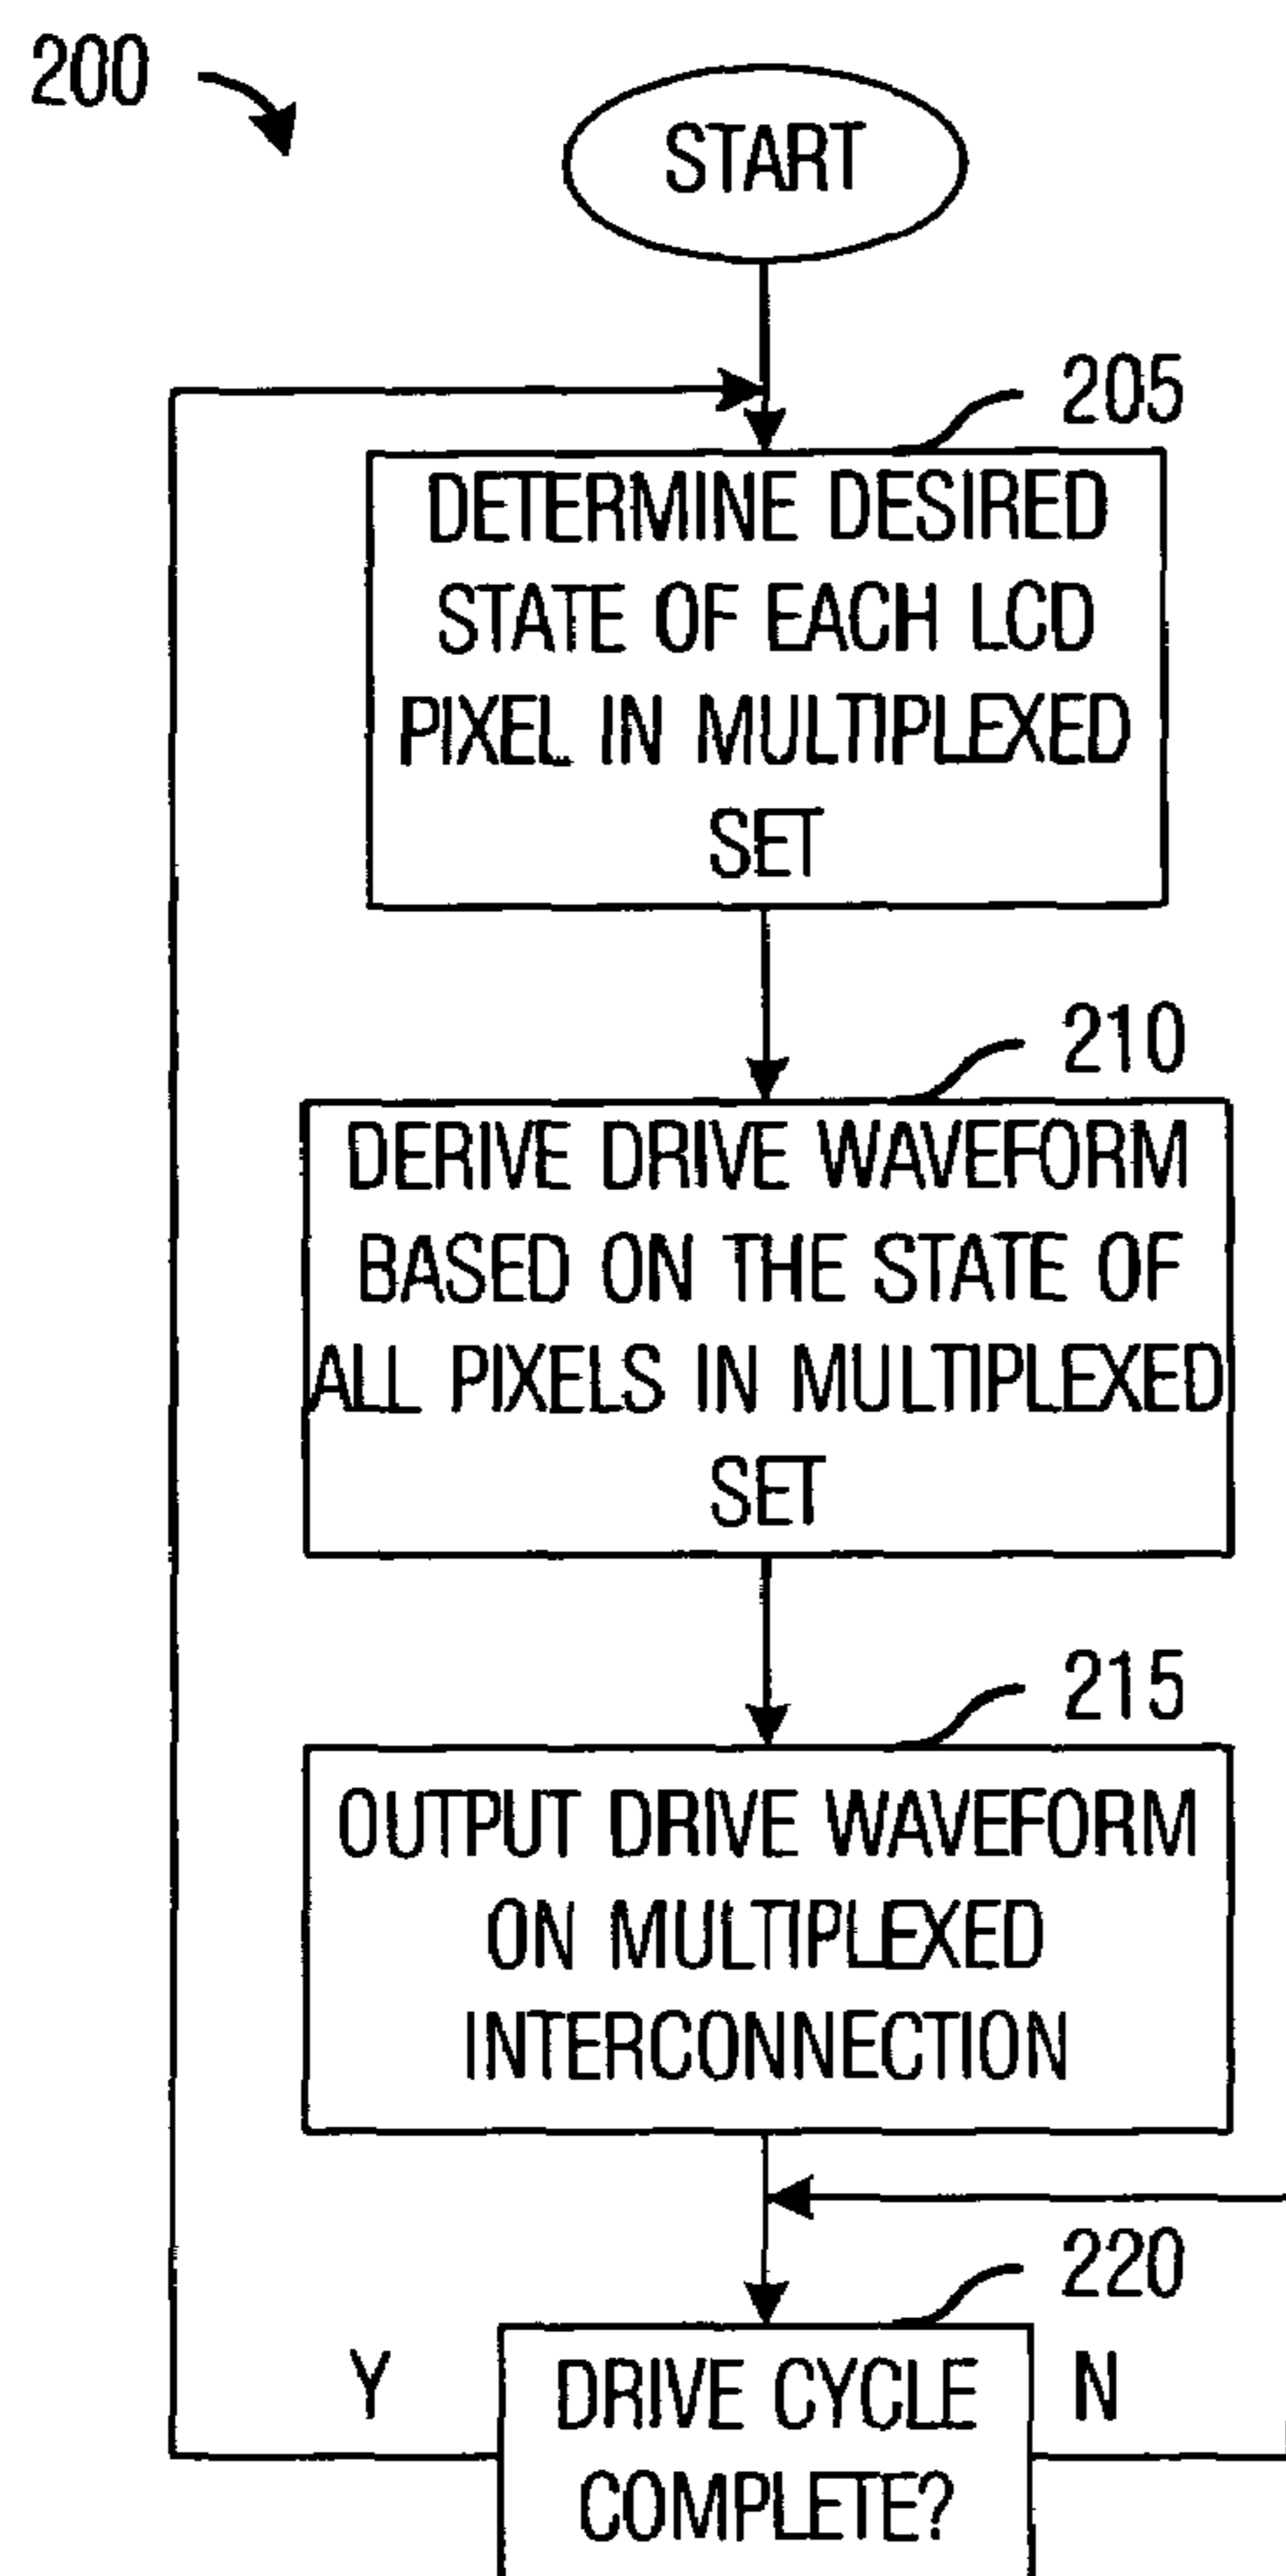 200
START
205
DETERMINE DESIRED
STATE OF EACH LCD
PIXEL IN MULTIPLEXED
SET
210
DERIVE DRIVE WAVEFORM
BASED ON THE STATE OF
ALL PIXELS IN MULTIPLEXED
SET
215
OUTPUT DRIVE WAVEFORM
ON MULTIPLEXED
INTERCONNECTION
220
Y
DRIVE CYCLE
COMPLETE?
N